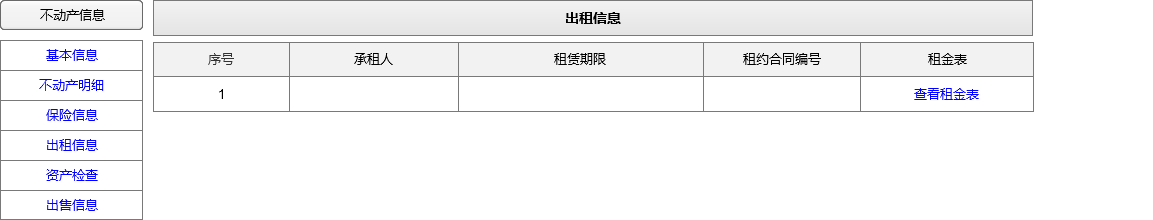 不动产信息
基本信息
不动产明细
保险信息
出租信息
资产检查
出售信息
出租信息
序号 承租人 租赁期限 租约合同编号 租金表
1 查看租金表